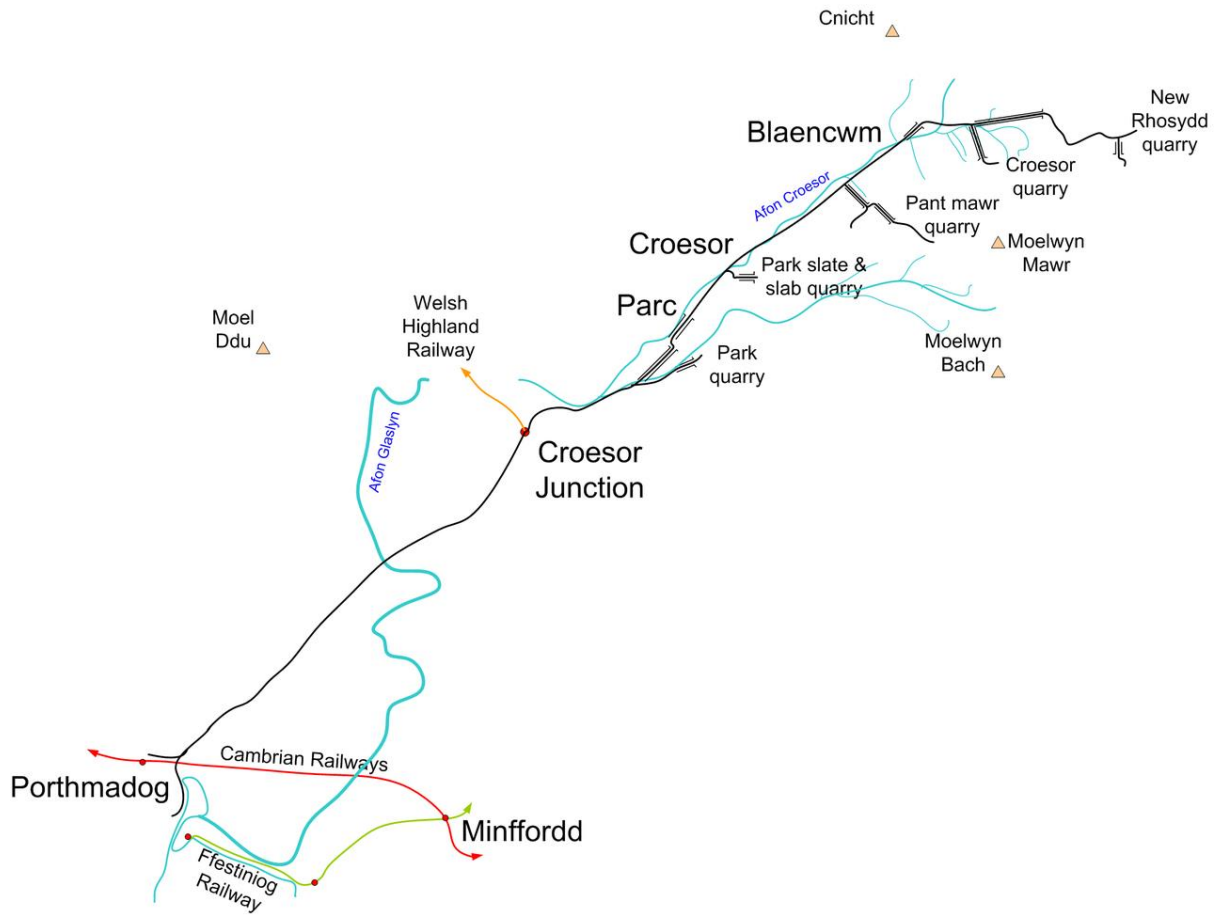 Cnicht
New
Rhosydd
quarry
Blaencwm
Croesor
quarry
Afon Croesor
Pant mawr
quarry
Croesor
Moelwyn
Mawr
Park slate &
slab quarry
Parc
Welsh
Highland
Railway
Moel
Ddu
Moelwyn
Bach
Park
quarry
Afon Glaslyn
Croesor
Junction
Cambrian Railways
Porthmadog
Minffordd
Ffestiniog
Railway